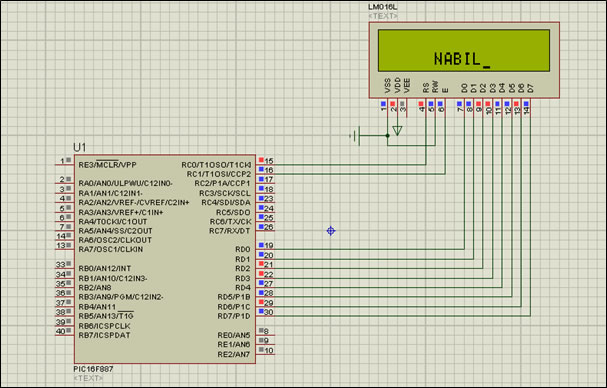 LM016L
<TEXT>
NABIL_
VSS VDD VEE RS RW E D0 D1 D2 D3 D4 D5 D6 D7
1 2 3 4 5 6 7 8 9 10 11 12 13 14
U1
1 RE3/MCLR/VPP RC0/T1OSO/T1CKI 15
RC1/T1OSI/CCP2 16
2 RA0/AN0/ULPWU/C12IN0- RC2/P1A/CCP1 17
3 RA1/AN1/C12IN1- RC3/SCK/SCL 18
4 RA2/AN2/VREF-/CVREF/C2IN+ RC4/SDI/SDA 23
5 RA3/AN3/VREF+/C1IN+ RC5/SDO 24
6 RA4/T0CKI/C1OUT RC6/TX/CK 25
7 RA5/AN4/SS/C2OUT RC7/RX/DT 26
14 RA6/OSC2/CLKOUT
13 RA7/OSC1/CLKIN RD0 19
RD1 20
33 RB0/AN12/INT RD2 21
34 RB1/AN10/C12IN3- RD3 22
35 RB2/AN8 RD4 27
36 RB3/AN9/PGM/C12IN2- RD5/P1B 28
37 RB4/AN11 RD6/P1C 29
38 RB5/AN13/T1G RD7/P1D 30
39 RB6/ICSPCLK
40 RB7/ICSPDAT RE0/AN5 8
RE1/AN6 9
RE2/AN7 10
PIC16F887
<TEXT>